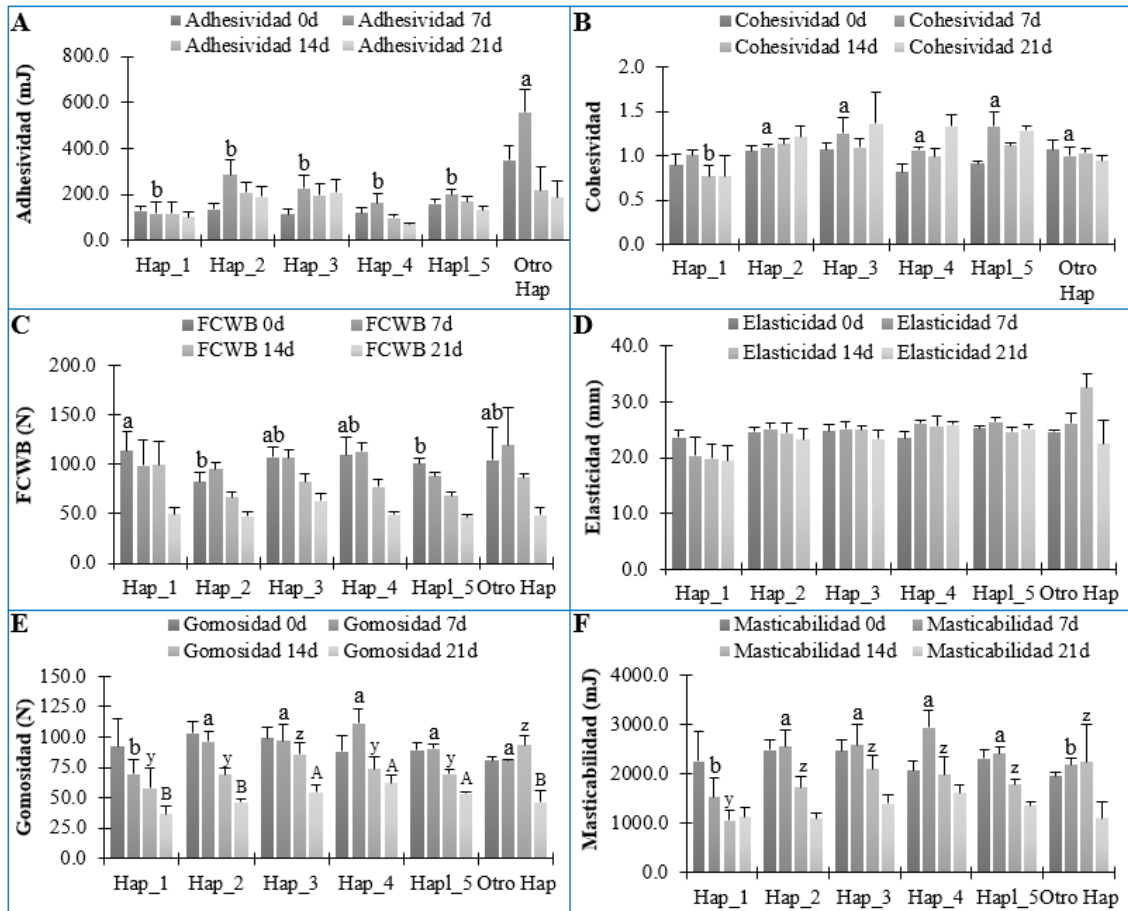 A
Adhesividad 0d Adhesividad 7d
Adhesividad 14d Adhesividad 21d
Adhesividad (mJ)
800.0
600.0
400.0
200.0
0.0
b b b b b a
Hap_1 Hap_2 Hap_3 Hap_4 Hapl_5 Otro
Hap
B
Cohesividad 0d Cohesividad 7d
Cohesividad 14d Cohesividad 21d
Cohesividad
2.0
1.5
1.0
0.5
0.0
b a a a a a
Hap_1 Hap_2 Hap_3 Hap_4 Hapl_5 Otro
Hap
C
FCWB 0d FCWB 7d
FCWB 14d FCWB 21d
FCWB (N)
200.0
150.0
100.0
50.0
0.0
a b ab ab b ab
Hap_1 Hap_2 Hap_3 Hap_4 Hapl_5 Otro Hap
D
Elasticidad 0d Elasticidad 7d
Elasticidad 14d Elasticidad 21d
Elasticidad (mm)
40.0
30.0
20.0
10.0
0.0
Hap_1 Hap_2 Hap_3 Hap_4 Hapl_5 Otro Hap
E
Gomosidad 0d Gomosidad 7d
Gomosidad 14d Gomosidad 21d
Gomosidad (N)
150.0
125.0
100.0
75.0
50.0
25.0
0.0
b y B a y B a z A a y A a y A a z B
Hap_1 Hap_2 Hap_3 Hap_4 Hapl_5 Otro Hap
F
Masticabilidad 0d Masticabilidad 7d
Masticabilidad 14d Masticabilidad 21d
Masticabilidad (mJ)
4000.0
3000.0
2000.0
1000.0
0.0
b y a z a z a z a z b z
Hap_1 Hap_2 Hap_3 Hap_4 Hapl_5 Otro Hap